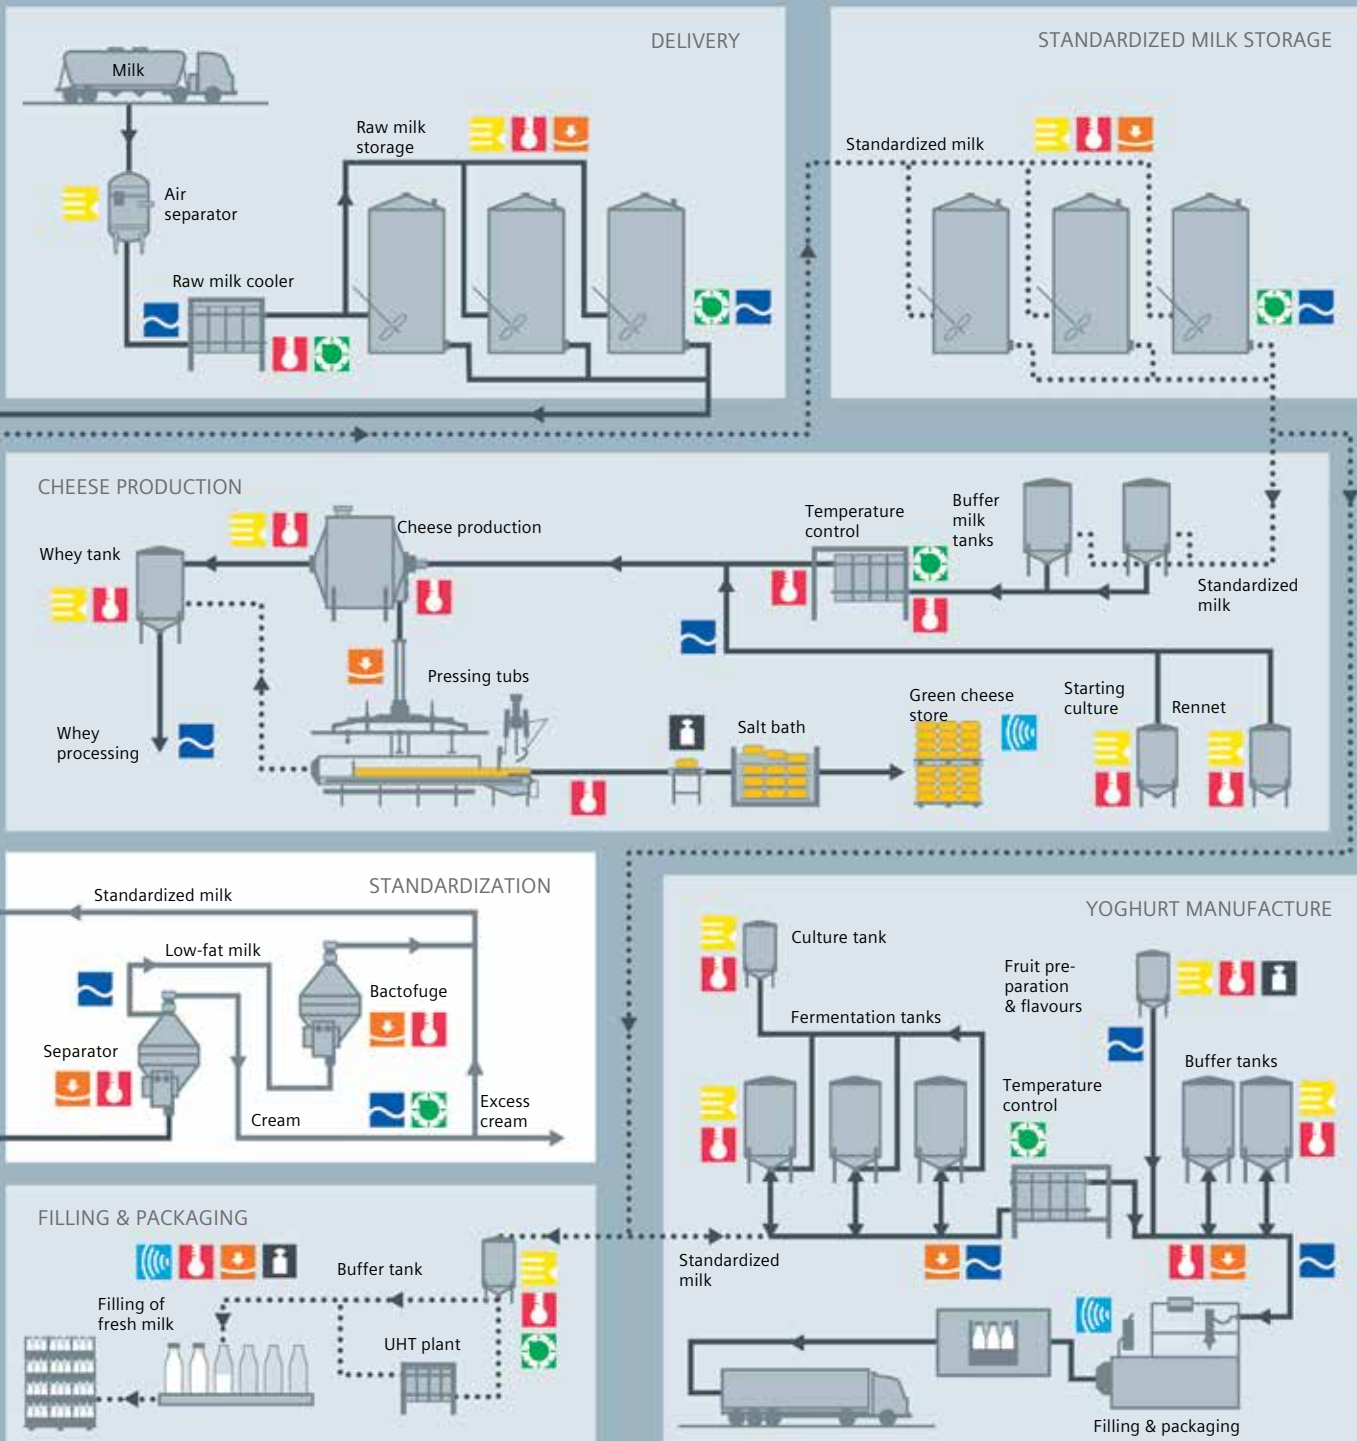 DELIVERY
Milk
Raw milk
storage
Air
separator
Raw milk cooler
STANDARDIZED MILK STORAGE
Standardized milk
CHEESE PRODUCTION
Whey tank
Cheese production
Temperature
control
Buffer
milk
tanks
Standardized
milk
Pressing tubs
Whey
processing
Salt bath
Green cheese
store
Starting
culture
Rennet
STANDARDIZATION
Standardized milk
Low-fat milk
Bactofuge
Separator
Cream
Excess
cream
YOGHURT MANUFACTURE
Culture tank
Fruit pre-
paration
& flavours
Fermentation tanks
Temperature
control
Buffer tanks
Standardized
milk
Filling & packaging
FILLING & PACKAGING
Buffer tank
Filling of
fresh milk
UHT plant